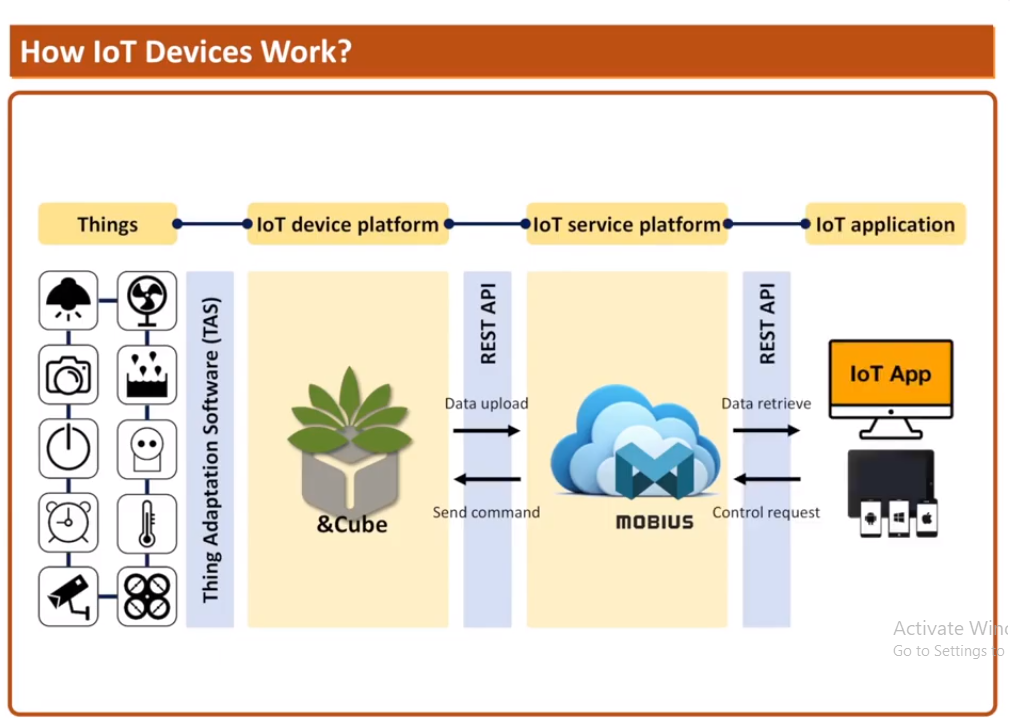 How IoT Devices Work?
Things
IoT device platform
IoT service platform
IoT application
Thing Adaptation Software (TAS)
&Cube
REST API
Data upload
Send command
MOBIUS
REST API
Data retrieve
Control request
IoT App
Activate Win
Go to Settings to